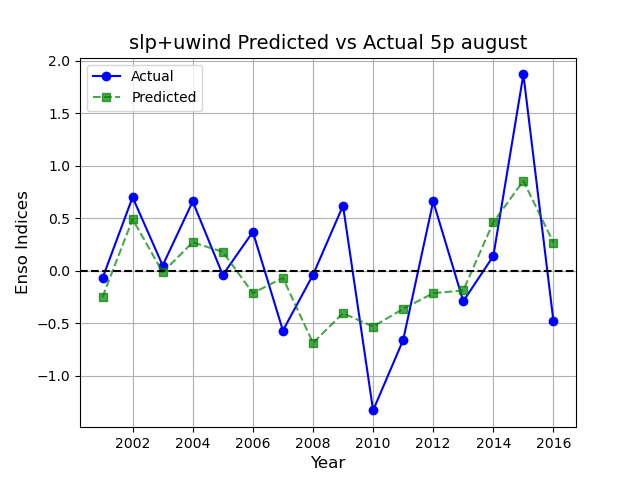 slp+uwind Predicted vs Actual 5p august
Actual
Predicted
2.0
1.5
1.0
0.5
0.0
−0.5
−1.0
Enso Indices
2002 2004 2006 2008 2010 2012 2014 2016
Year